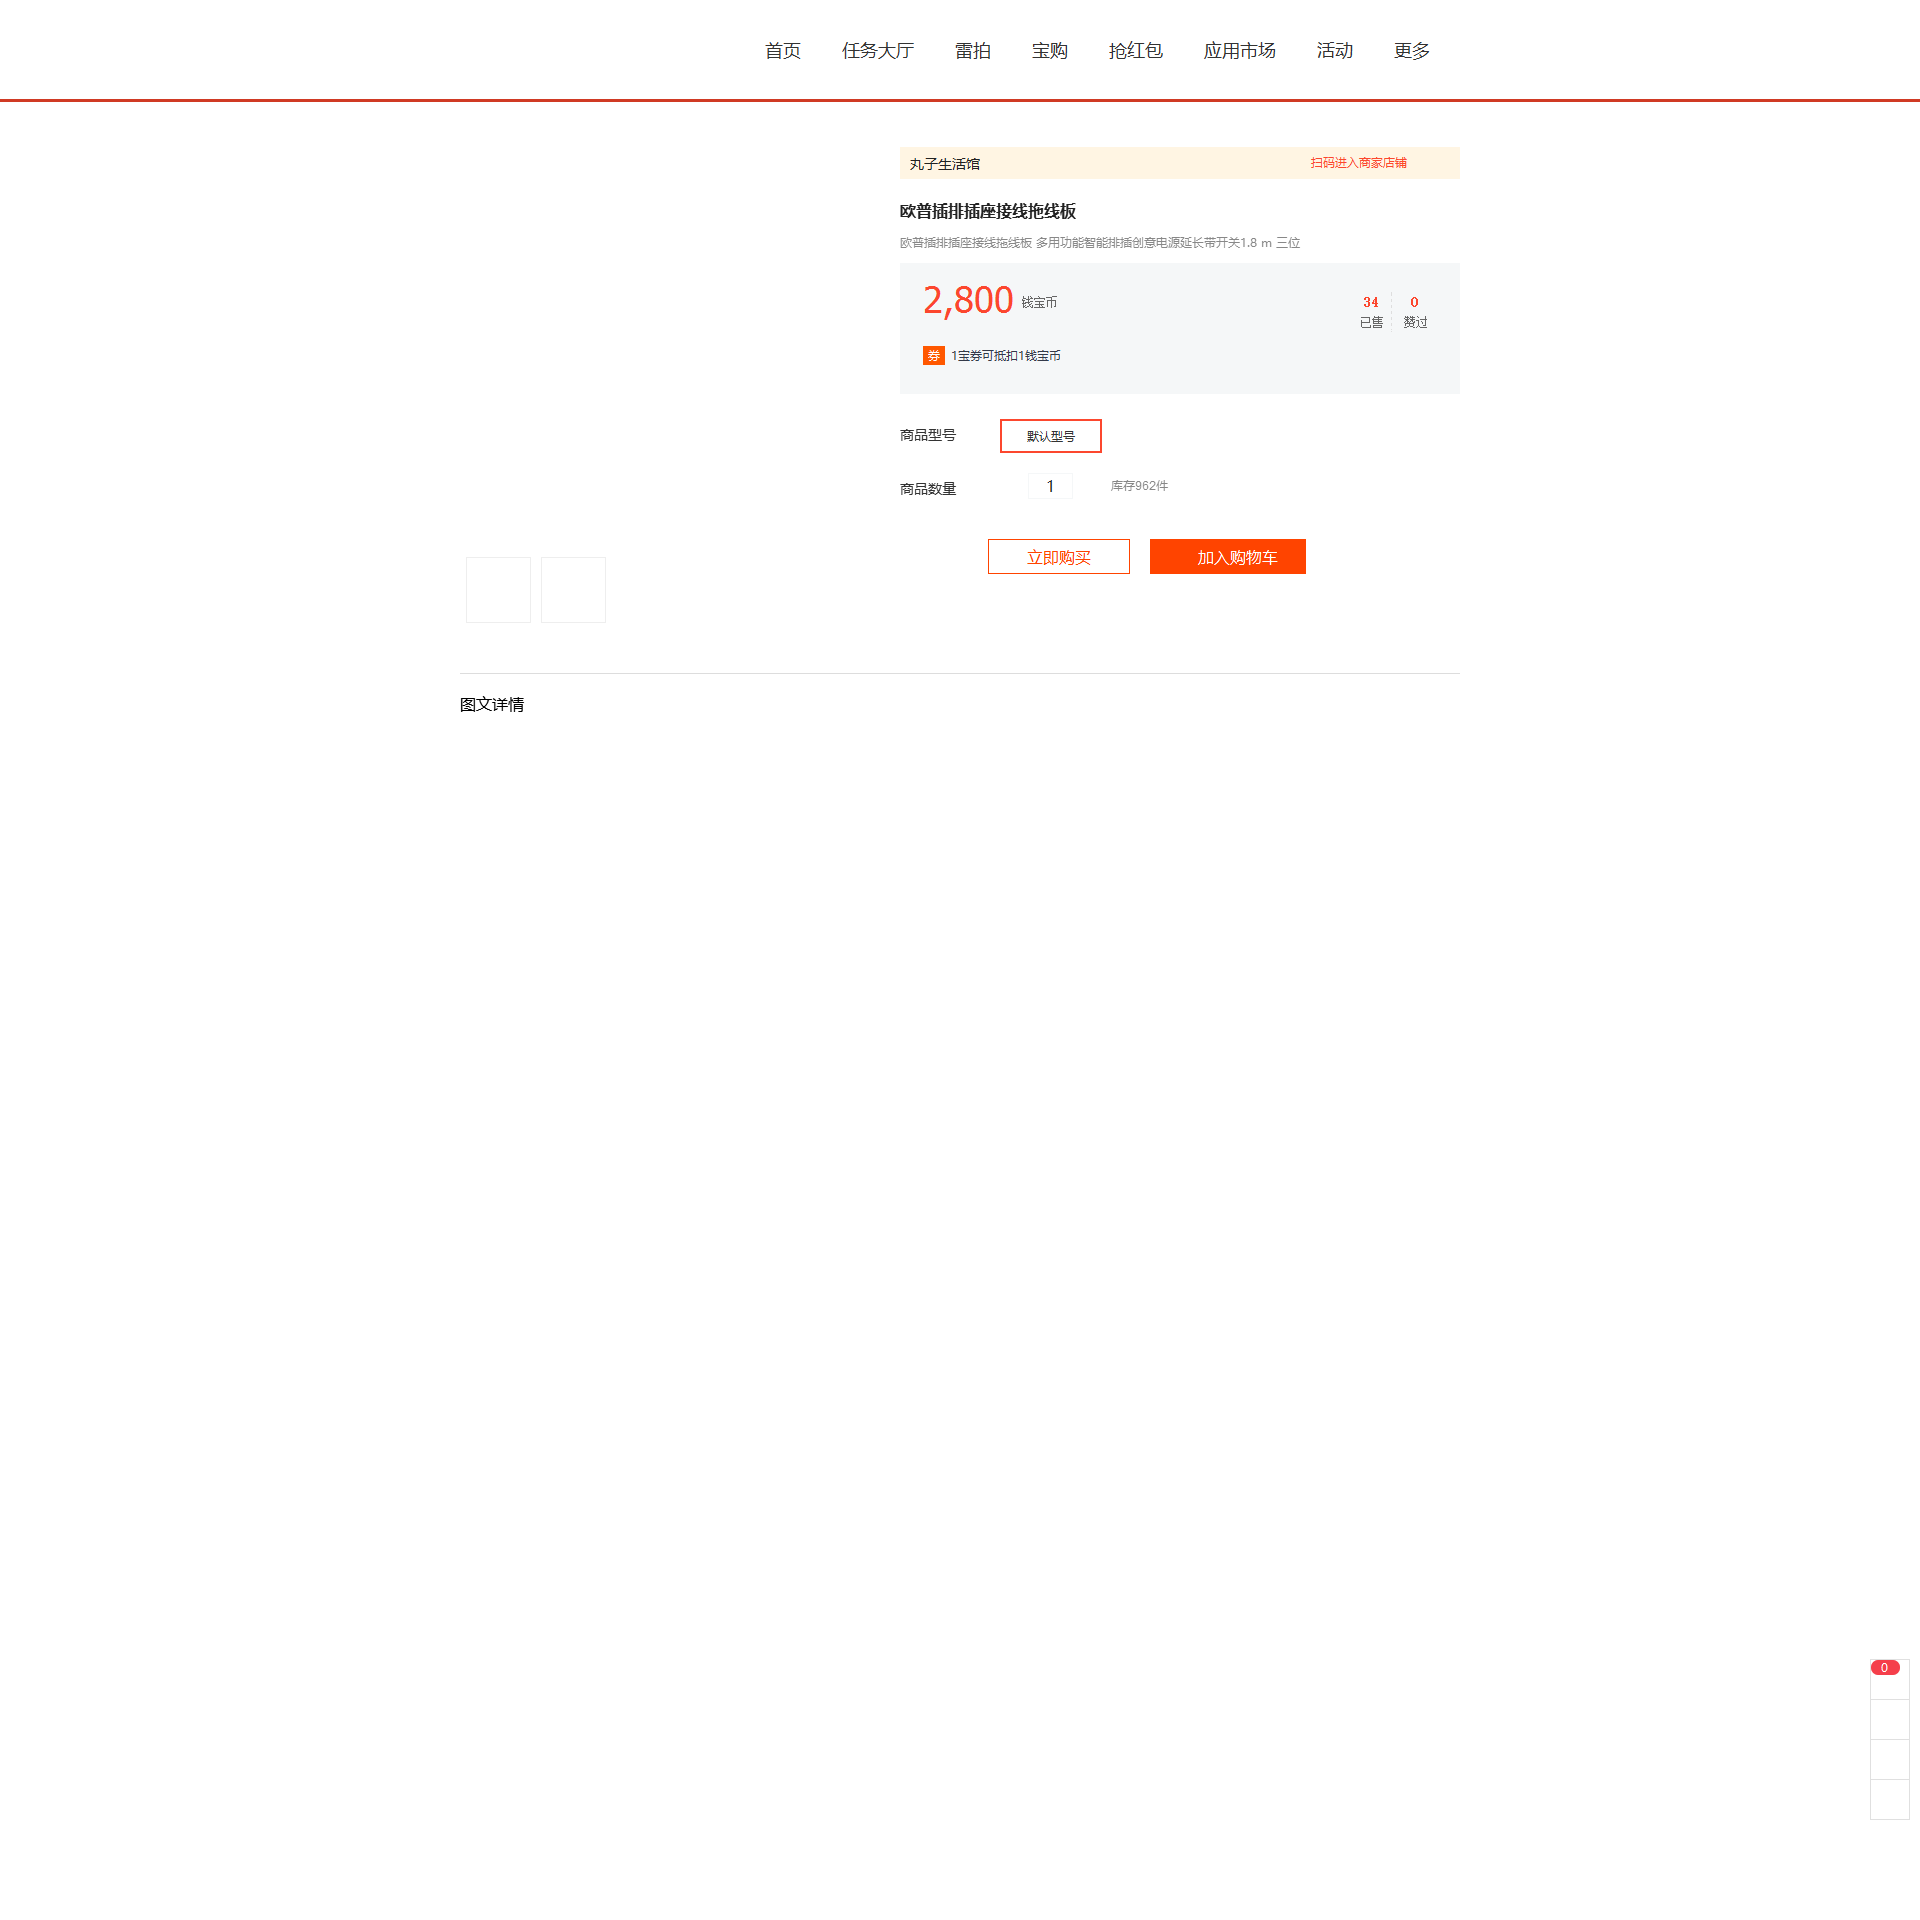 首页 任务大厅 雷拍 宝购 抢红包 应用市场 活动 更多
丸子生活馆 扫码进入商家店铺
欧普插排插座接线拖线板
欧普插排插座接线拖线板 多用功能智能排插创意电源延长带开关1.8 m 三位
2,800 钱宝币
34 0
已售 赞过
券 1宝券可抵扣1钱宝币
商品型号 默认型号
商品数量 1 库存962件
立即购买 加入购物车
图文详情
0